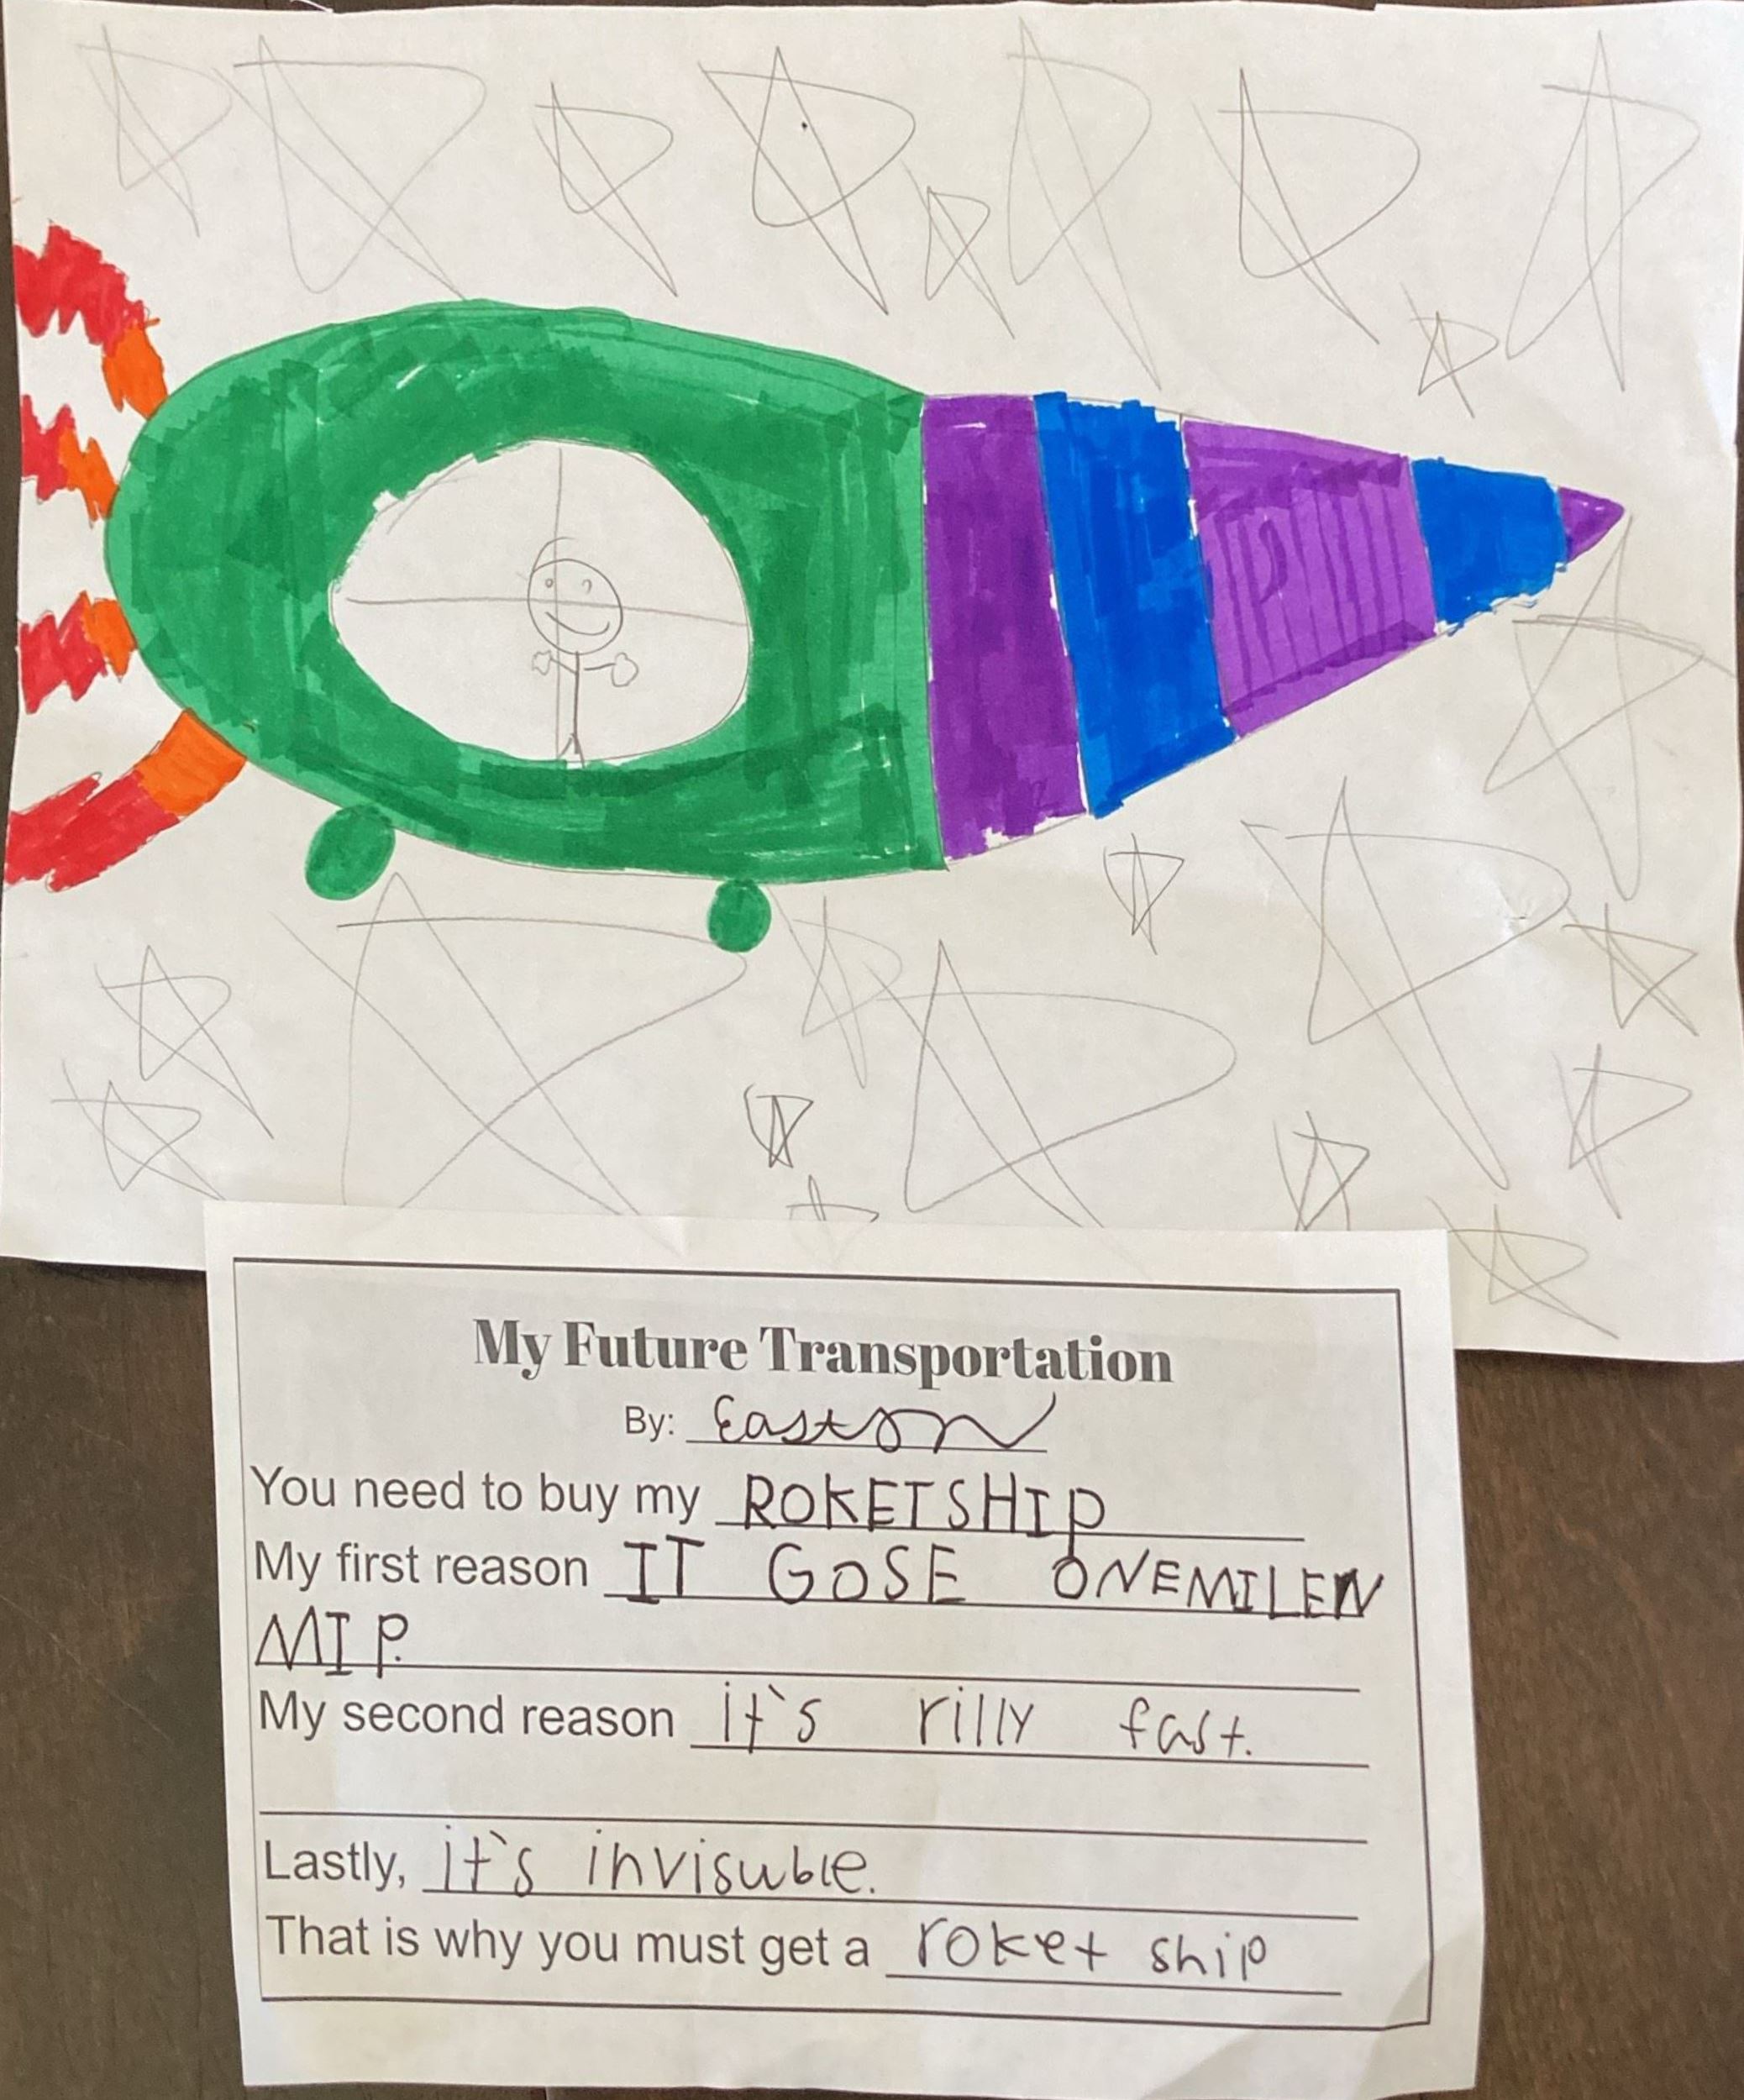 My Future Transportation
By: Easton
You need to buy my ROKETSHIP
My first reason IT GOSE ONEMILEN
MIP.
My second reason it's rilly fast.
Lastly, it's invisuble.
That is why you must get a roket ship